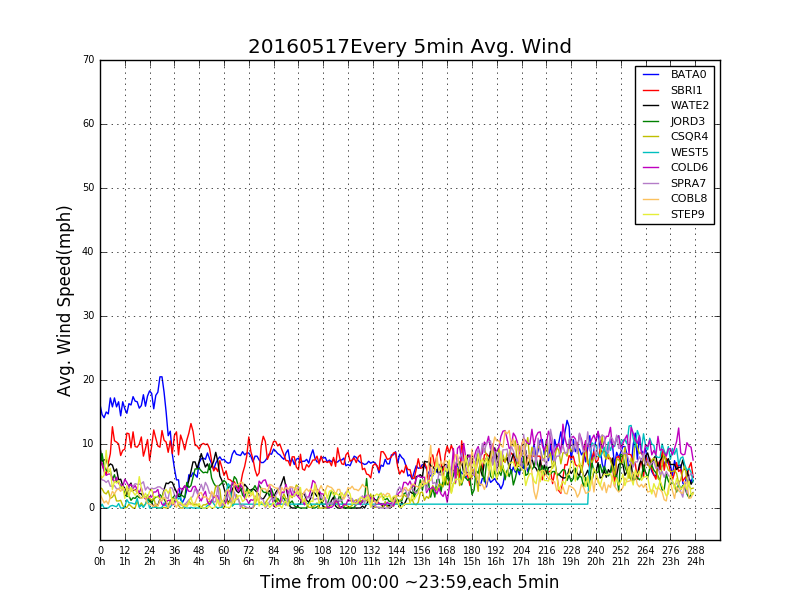 20160517Every 5min Avg. Wind
70
60
50
40
30
20
10
0
Avg. Wind Speed(mph)
BATA0
SBRI1
WATE2
JORD3
CSQR4
WEST5
COLD6
SPRA7
COBL8
STEP9
0 12 24 36 48 60 72 84 96 108 120 132 144 156 168 180 192 204 216 228 240 252 264 276 288
0h 1h 2h 3h 4h 5h 6h 7h 8h 9h 10h 11h 12h 13h 14h 15h 16h 17h 18h 19h 20h 21h 22h 23h 24h
Time from 00:00 ~23:59,each 5min